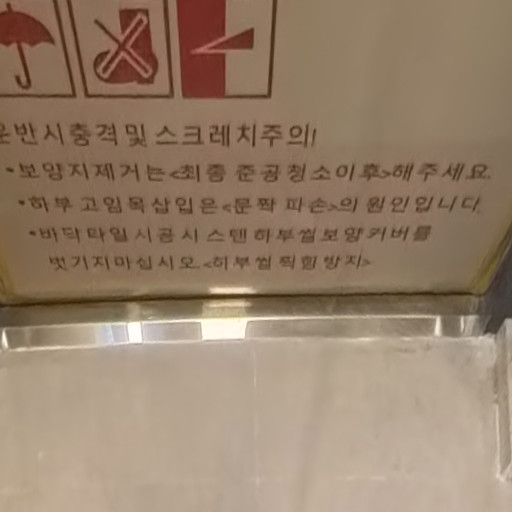 운반시충격및스크레치주의!
•보양지제거는<최종 준공청소이후>해주세요.
•하부 고임목삽입은<문짝 파손>의 원인입니다.
•바닥타일시공시 스텐하부씰보양커버를
벗기지마십시오.<하부씰 찍힘방지>